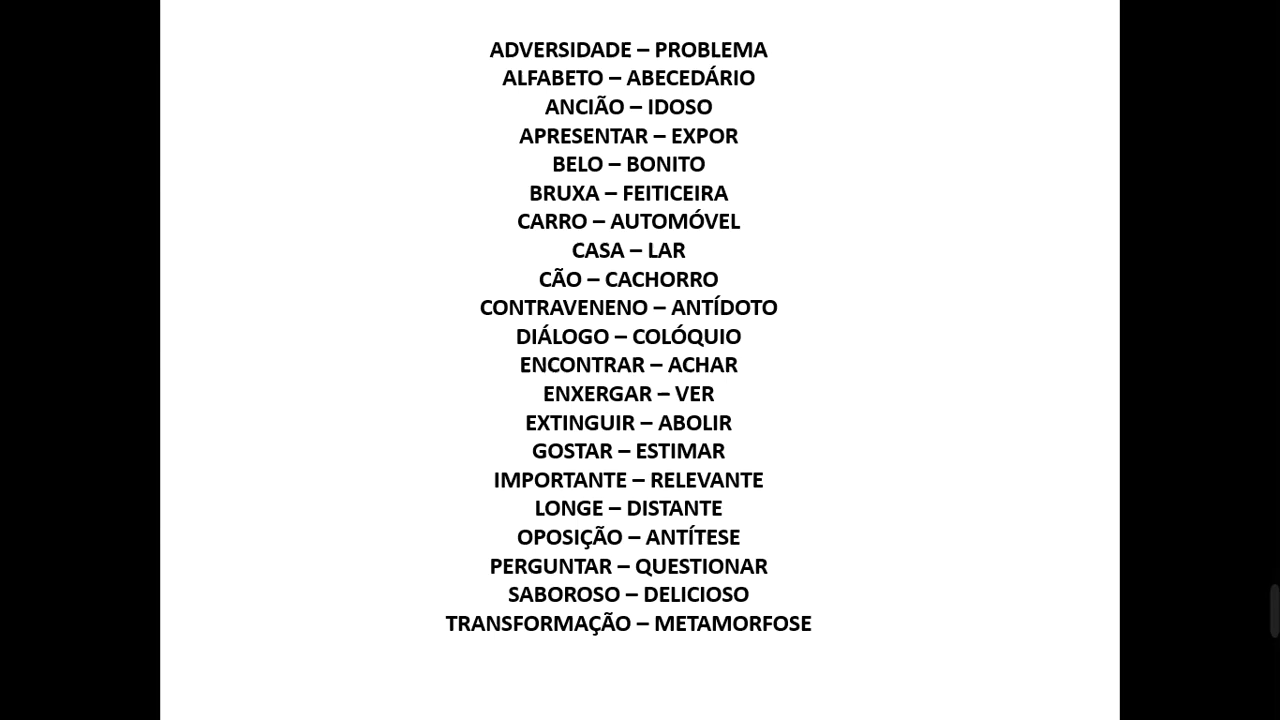 ADVERSIDADE – PROBLEMA
ALFABETO – ABECEDÁRIO
ANCIÃO – IDOSO
APRESENTAR – EXPOR
BELO – BONITO
BRUXA – FEITICEIRA
CARRO – AUTOMÓVEL
CASA – LAR
CÃO – CACHORRO
CONTRAVENENO – ANTÍDOTO
DIÁLOGO – COLÓQUIO
ENCONTRAR – ACHAR
ENXERGAR – VER
EXTINGUIR – ABOLIR
GOSTAR – ESTIMAR
IMPORTANTE – RELEVANTE
LONGE – DISTANTE
OPOSIÇÃO – ANTÍTESE
PERGUNTAR – QUESTIONAR
SABOROSO – DELICIOSO
TRANSFORMAÇÃO – METAMORFOSE